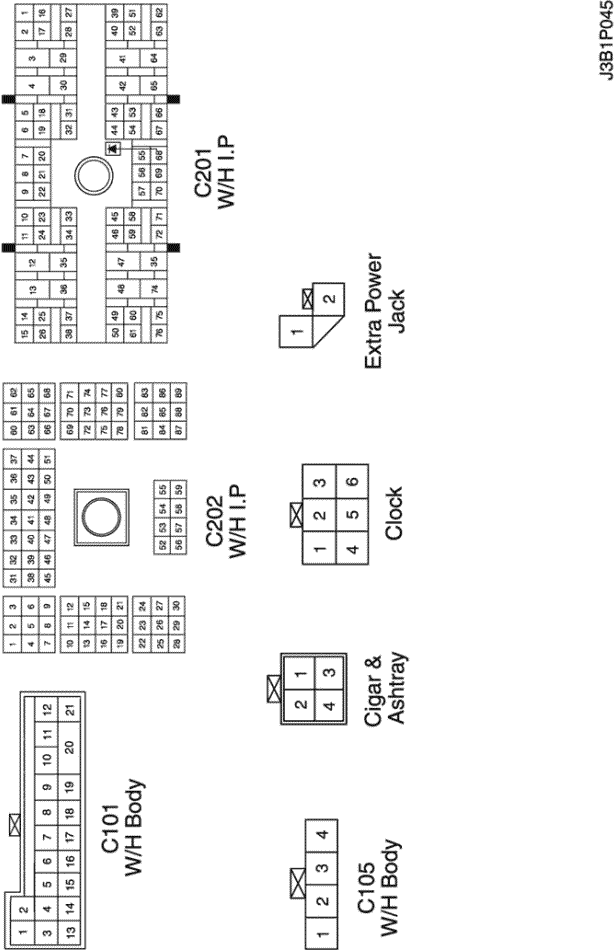 1 2
3 4 5 6 7 8 9 10 11 12
13 14 15 16 17 18 19 20 21
C101
W/H Body
1 2 3 31 32 33 34 35 36 37 60 61 62
4 5 6 38 39 40 41 42 43 44 63 64 65
7 8 9 45 46 47 48 49 50 51 66 67 68
10 11 12 69 70 71
13 14 15 72 73 74
16 17 18 75 76 77
19 20 21 78 79 80
22 23 24 81 82 83
25 26 27 52 53 54 55 84 85 86
28 29 30 56 57 58 59 87 88 89
C202
W/H I.P
15 14 13 12 11 10 9 8 7 6 5 4 3 2 1
26 25 24 23 22 21 20 19 18 17 16
38 37 36 35 34 33 32 31 30 29 28 27
50 49 48 47 46 45 44 43 42 41 40 39
61 60 59 58 57 56 55 54 53 52 51
76 75 74 35 72 71 70 69 68 67 66 65 64 63 62
C201
W/H I.P
1 2 3 4
C105
W/H Body
2 1
4 3
Cigar &
Ashtray
1 2 3
4 5 6
Clock
1
2
Extra Power
Jack
J3B1P045